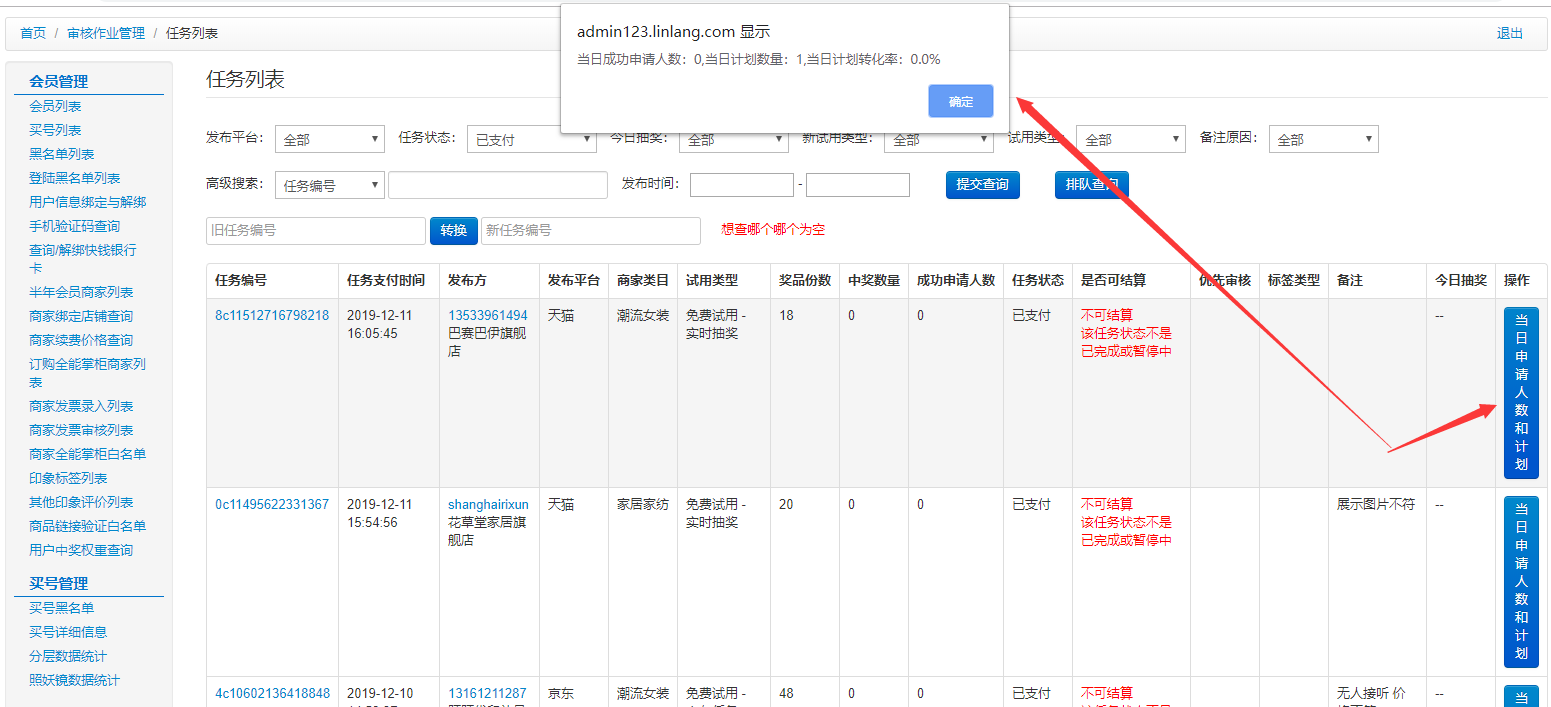 admin123.linlang.com 显示
当日成功申请人数：0,当日计划数量：1,当日计划转化率：0.0%
确定
首页 / 审核作业管理 / 任务列表
退出
会员管理
会员列表
买号列表
黑名单列表
登陆黑名单列表
用户信息绑定与解绑
手机验证码查询
查询/解绑快钱银行
卡
半年会员商家列表
商家绑定店铺查询
商家续费价格查询
订购全能掌柜商家列
表
商家发票录入列表
商家发票审核列表
商家全能掌柜白名单
印象标签列表
其他印象评价列表
商品链接验证白名单
用户中奖权重查询
买号管理
买号黑名单
买号详细信息
分层数据统计
照妖镜数据统计
任务列表
发布平台： 全部 任务状态： 已支付 今日抽奖： 全部 新试用类型： 全部 试用类型： 全部 备注原因： 全部
高级搜索： 任务编号 发布时间： - 提交查询 排队查询
旧任务编号 转换 新任务编号 想查哪个哪个为空
任务编号 任务支付时间 发布方 发布平台 商家类目 试用类型 奖品份数 中奖数量 成功申请人数 任务状态 是否可结算 优先审核 标签类型 备注 今日抽奖 操作
8c11512716798218 2019-12-11 13533961494 天猫 潮流女装 免费试用 - 18 0 0 已支付 不可结算 --
16:05:45 巴赛巴伊旗舰 实时抽奖 该任务状态不是
店 已完成或暂停中
当
日
申
请
人
数
和
计
划
0c11495622331367 2019-12-11 shanghairixun 天猫 家居家纺 免费试用 - 20 0 0 已支付 不可结算 展示图片不符 --
15:54:56 花草堂家居旗 实时抽奖 该任务状态不是
舰店 已完成或暂停中
当
日
申
请
人
数
和
计
划
4c10602136418848 2019-12-10 13161211287 京东 潮流女装 免费试用 - 48 0 0 已支付 不可结算 无人接听 价 --
当